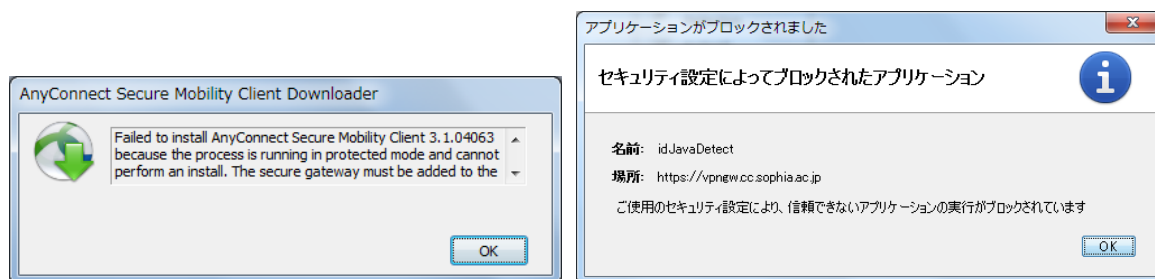 AnyConnect Secure Mobility Client Downloader
Failed to install AnyConnect Secure Mobility Client 3.1.04063
because the process is running in protected mode and cannot
perform an install. The secure gateway must be added to the
OK
アプリケーションがブロックされました
セキュリティ設定によってブロックされたアプリケーション
名前: idJavaDetect
場所: https://vpngw.cc.sophia.ac.jp
ご使用のセキュリティ設定により、信頼できないアプリケーションの実行がブロックされています
OK